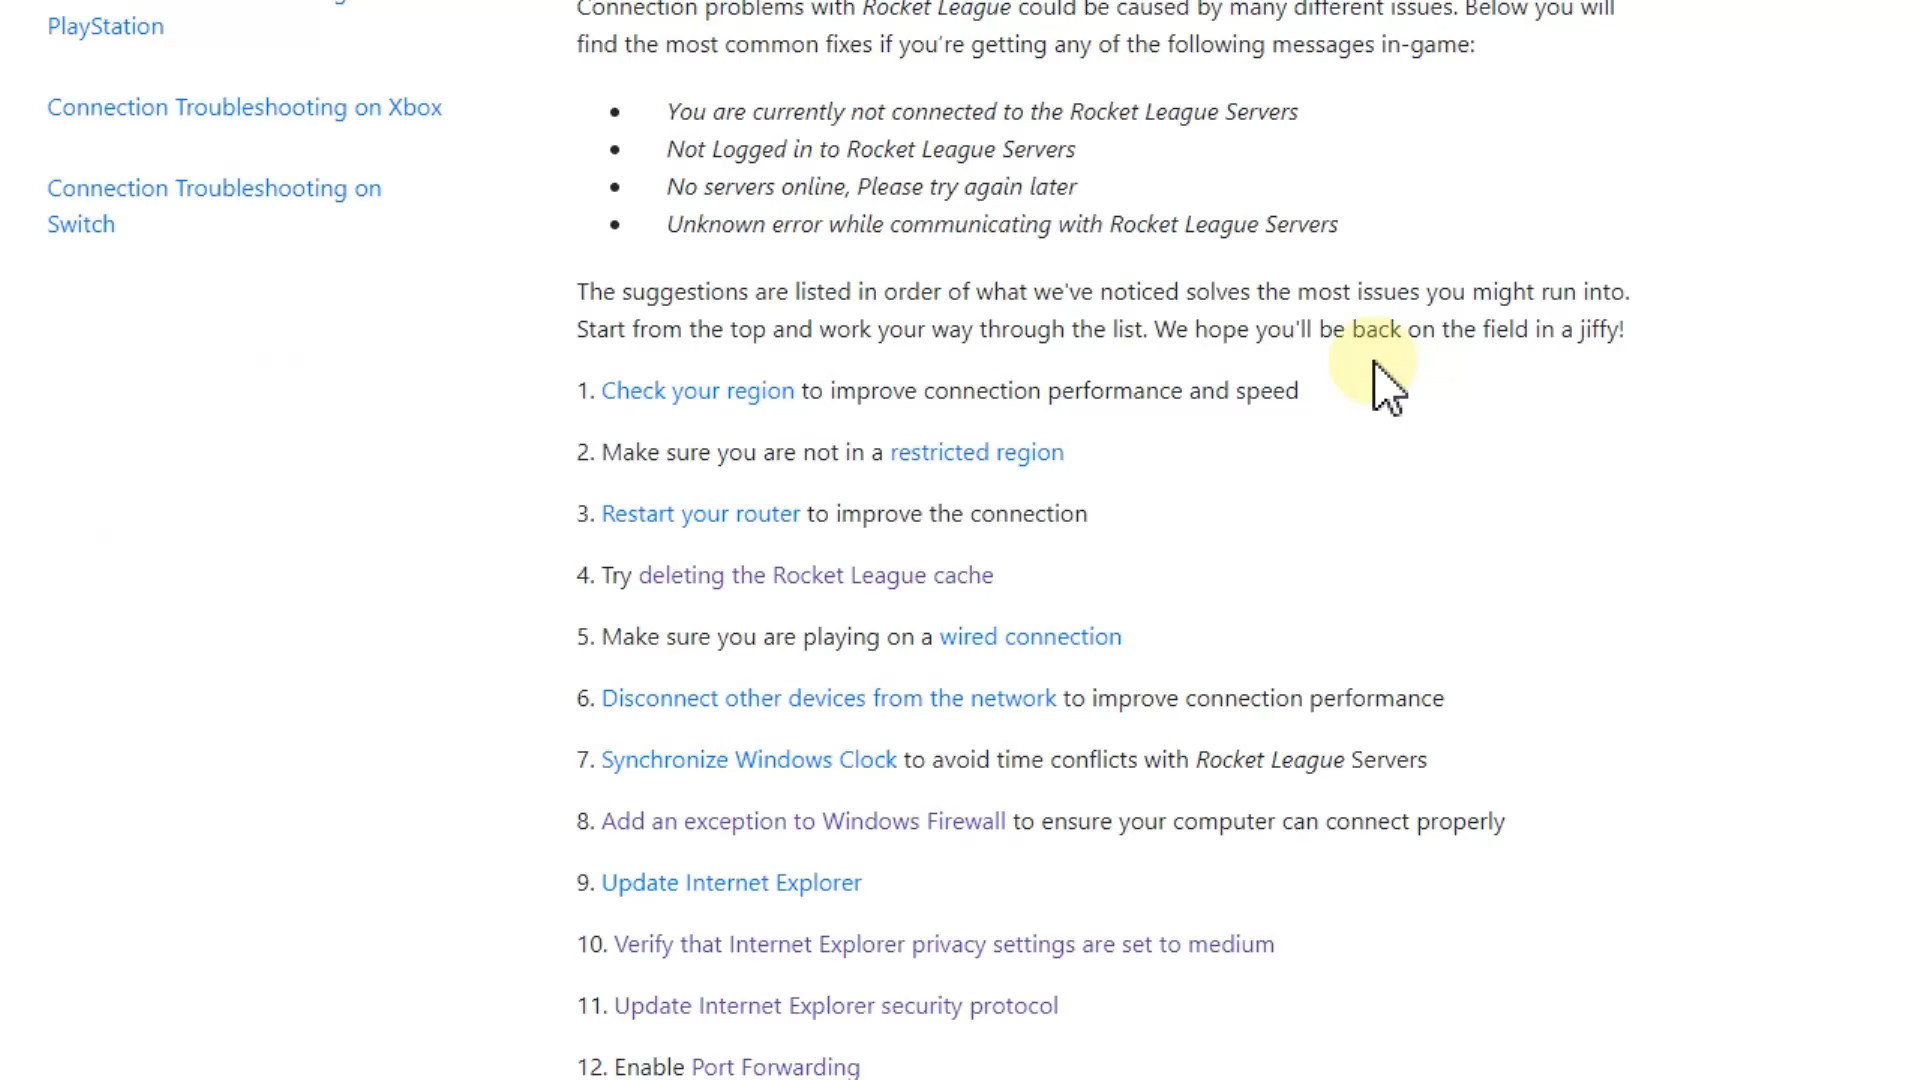 PlayStation
Connection Troubleshooting on Xbox
Connection Troubleshooting on
Switch
Connection problems with Rocket League could be caused by many different issues. Below you will
find the most common fixes if you're getting any of the following messages in-game:
• You are currently not connected to the Rocket League Servers
• Not Logged in to Rocket League Servers
• No servers online, Please try again later
• Unknown error while communicating with Rocket League Servers
The suggestions are listed in order of what we've noticed solves the most issues you might run into.
Start from the top and work your way through the list. We hope you'll be back on the field in a jiffy!
1. Check your region to improve connection performance and speed
2. Make sure you are not in a restricted region
3. Restart your router to improve the connection
4. Try deleting the Rocket League cache
5. Make sure you are playing on a wired connection
6. Disconnect other devices from the network to improve connection performance
7. Synchronize Windows Clock to avoid time conflicts with Rocket League Servers
8. Add an exception to Windows Firewall to ensure your computer can connect properly
9. Update Internet Explorer
10. Verify that Internet Explorer privacy settings are set to medium
11. Update Internet Explorer security protocol
12. Enable Port Forwarding